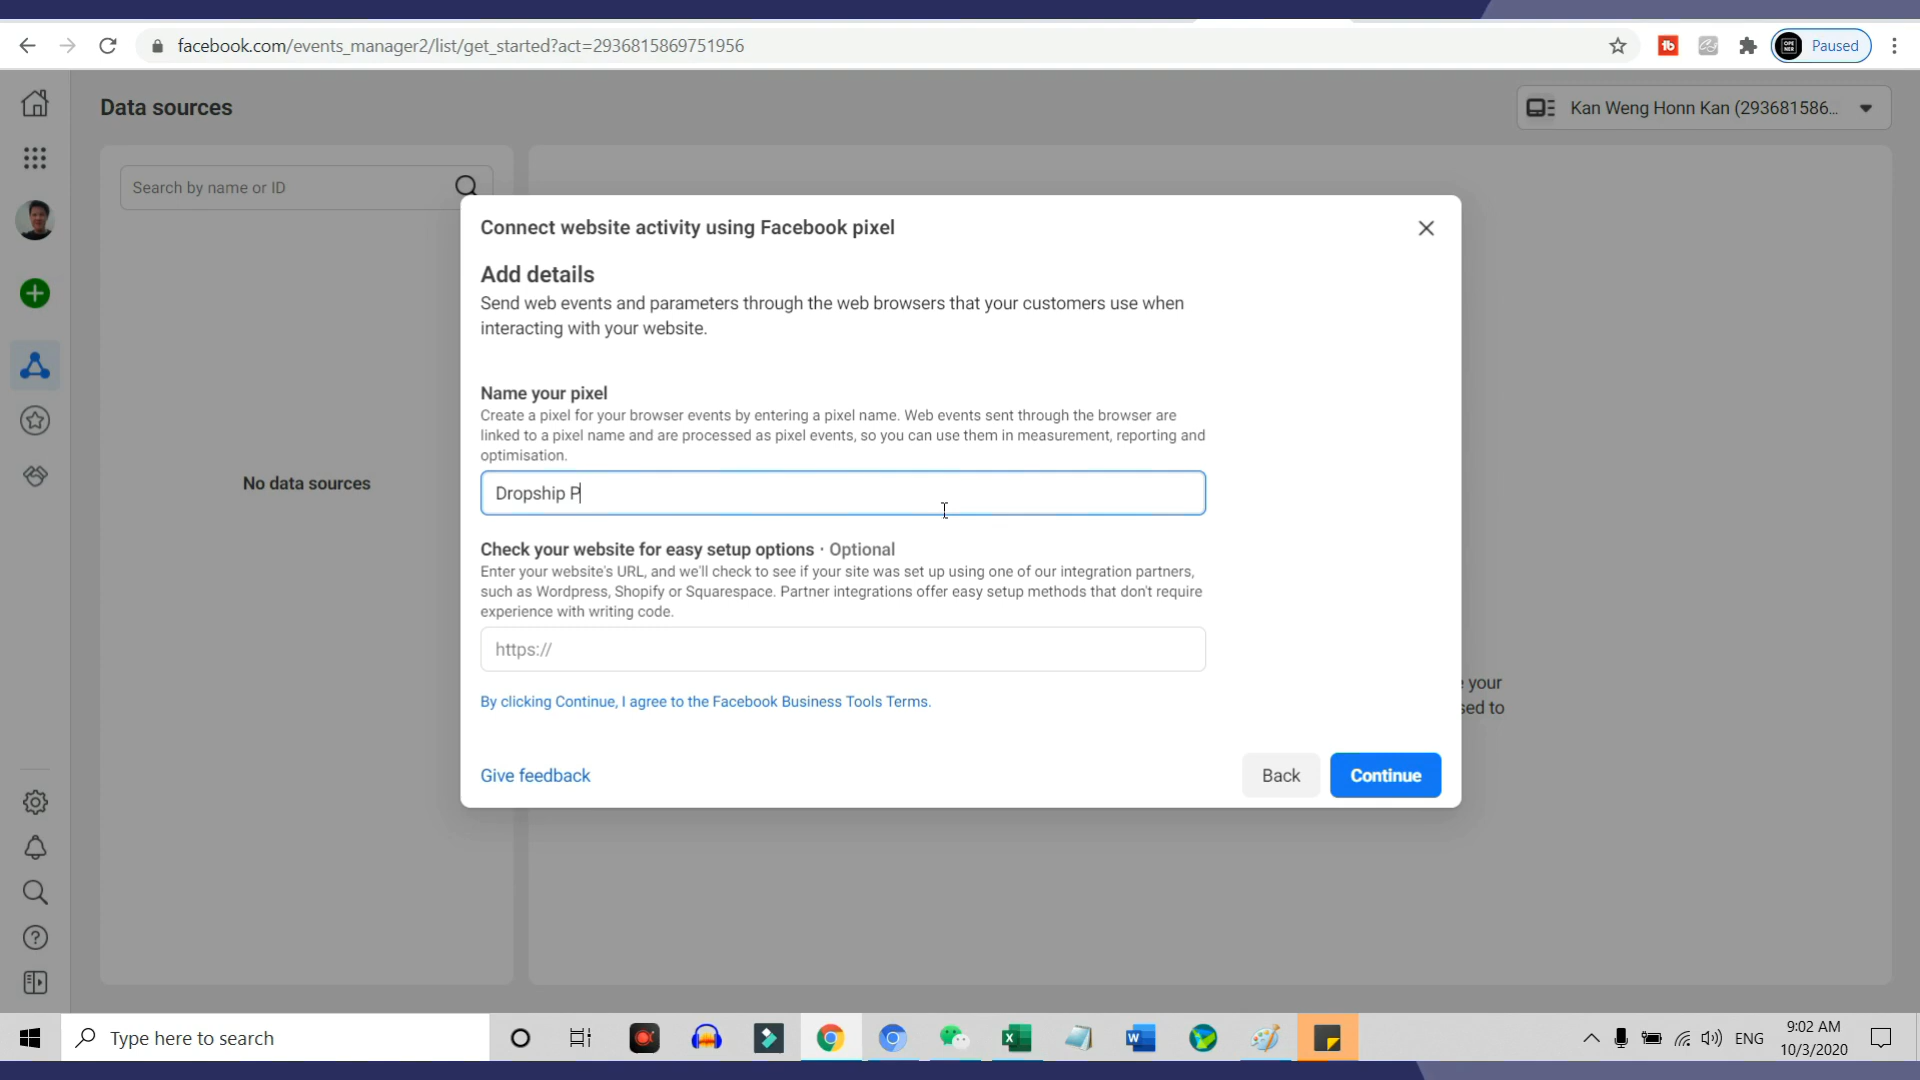 facebook.com/events_manager2/list/get_started?act=2936815869751956
Paused
Data sources
Kan Weng Honn Kan (293681586...
Search by name or ID
Connect website activity using Facebook pixel
Add details
Send web events and parameters through the web browsers that your customers use when
interacting with your website.
Name your pixel
Create a pixel for your browser events by entering a pixel name. Web events sent through the browser are
linked to a pixel name and are processed as pixel events, so you can use them in measurement, reporting and
optimisation.
Dropship P
No data sources
Check your website for easy setup options · Optional
Enter your website's URL, and we'll check to see if your site was set up using one of our integration partners,
such as Wordpress, Shopify or Squarespace. Partner integrations offer easy setup methods that don't require
experience with writing code.
https://
your
sed to
By clicking Continue, I agree to the Facebook Business Tools Terms.
Give feedback
Back
Continue
Type here to search
ENG
9:02 AM
10/3/2020